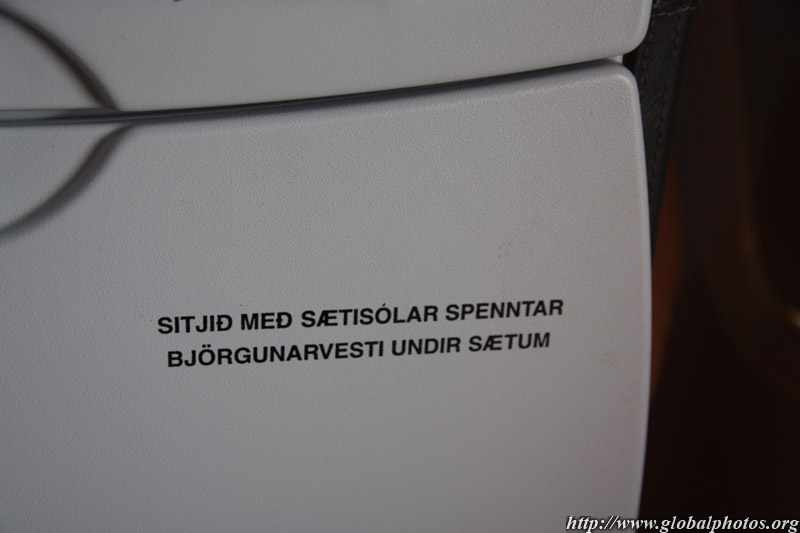 SITJIÐ MEÐ SÆTISÓLAR SPENNTAR
BJÖRGUNARVESTI UNDIR SÆTUM
http://www.globalphotos.org